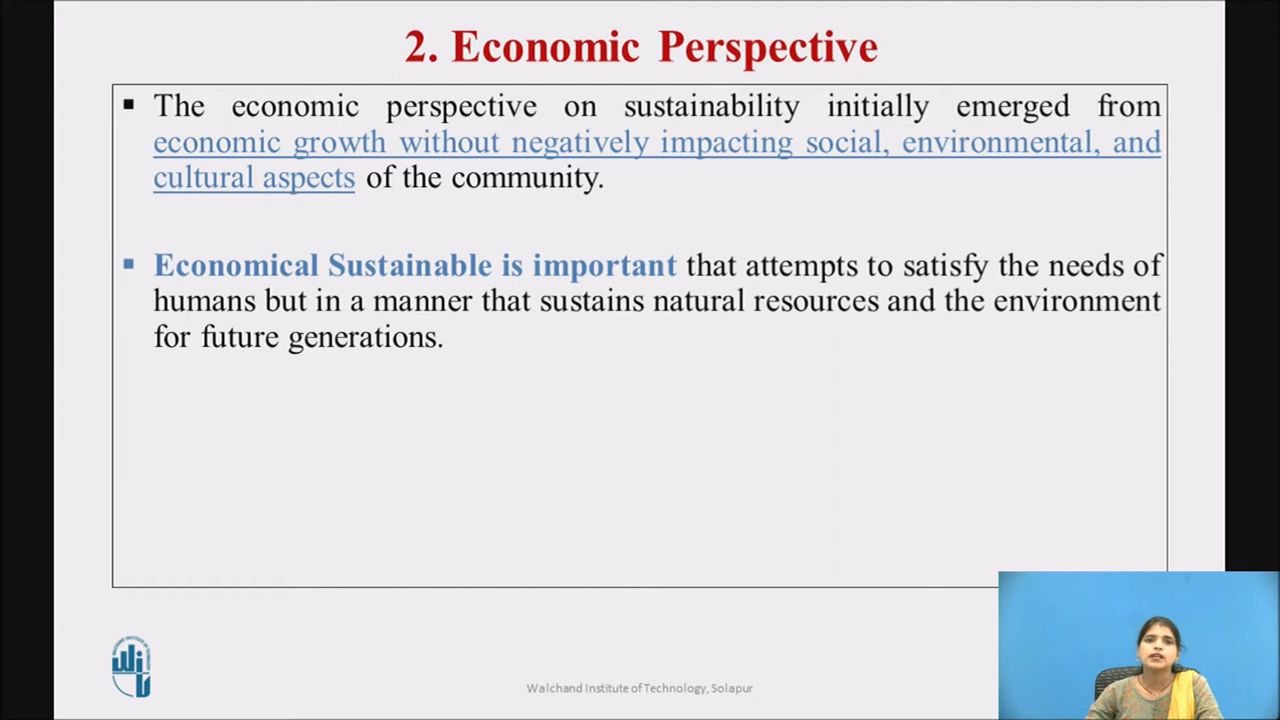 2. Economic Perspective
▪ The economic perspective on sustainability initially emerged from
economic growth without negatively impacting social, environmental, and
cultural aspects of the community.
▪ Economical Sustainable is important that attempts to satisfy the needs of
humans but in a manner that sustains natural resources and the environment
for future generations.
Walchand Institute of Technology, Solapur